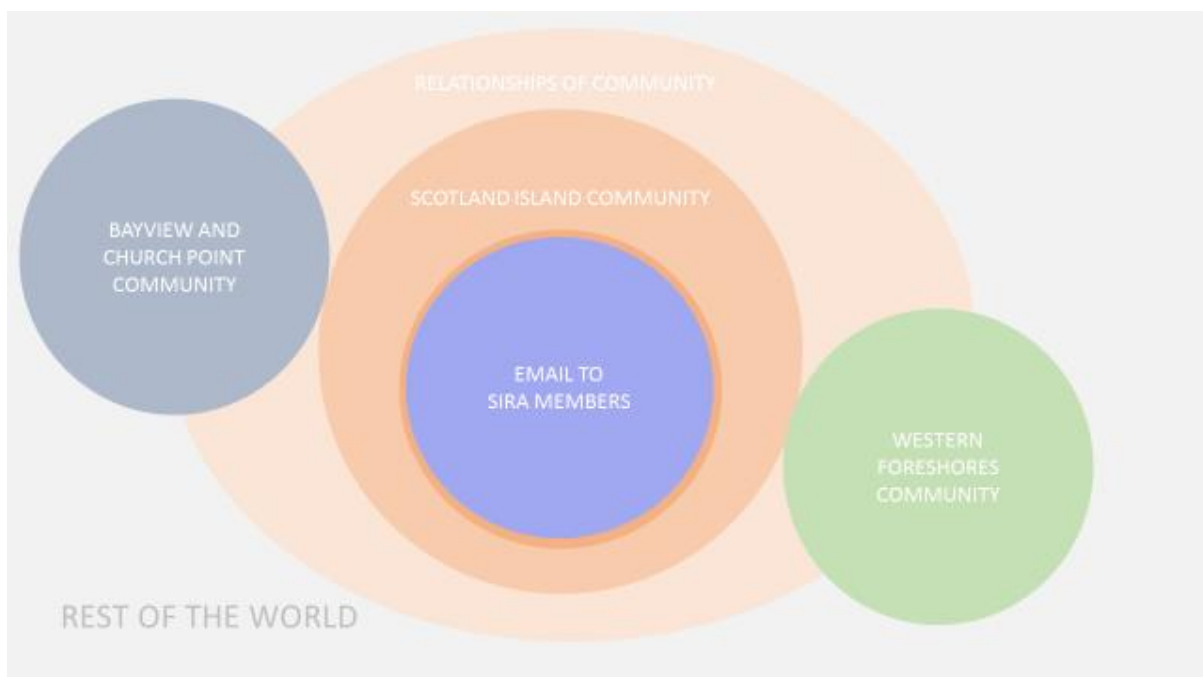 RELATIONSHIPS OF COMMUNITY
SCOTLAND ISLAND COMMUNITY
BAYVIEW AND
CHURCH POINT
COMMUNITY
EMAIL TO
SIRA MEMBERS
WESTERN
FORESHORES
COMMUNITY
REST OF THE WORLD